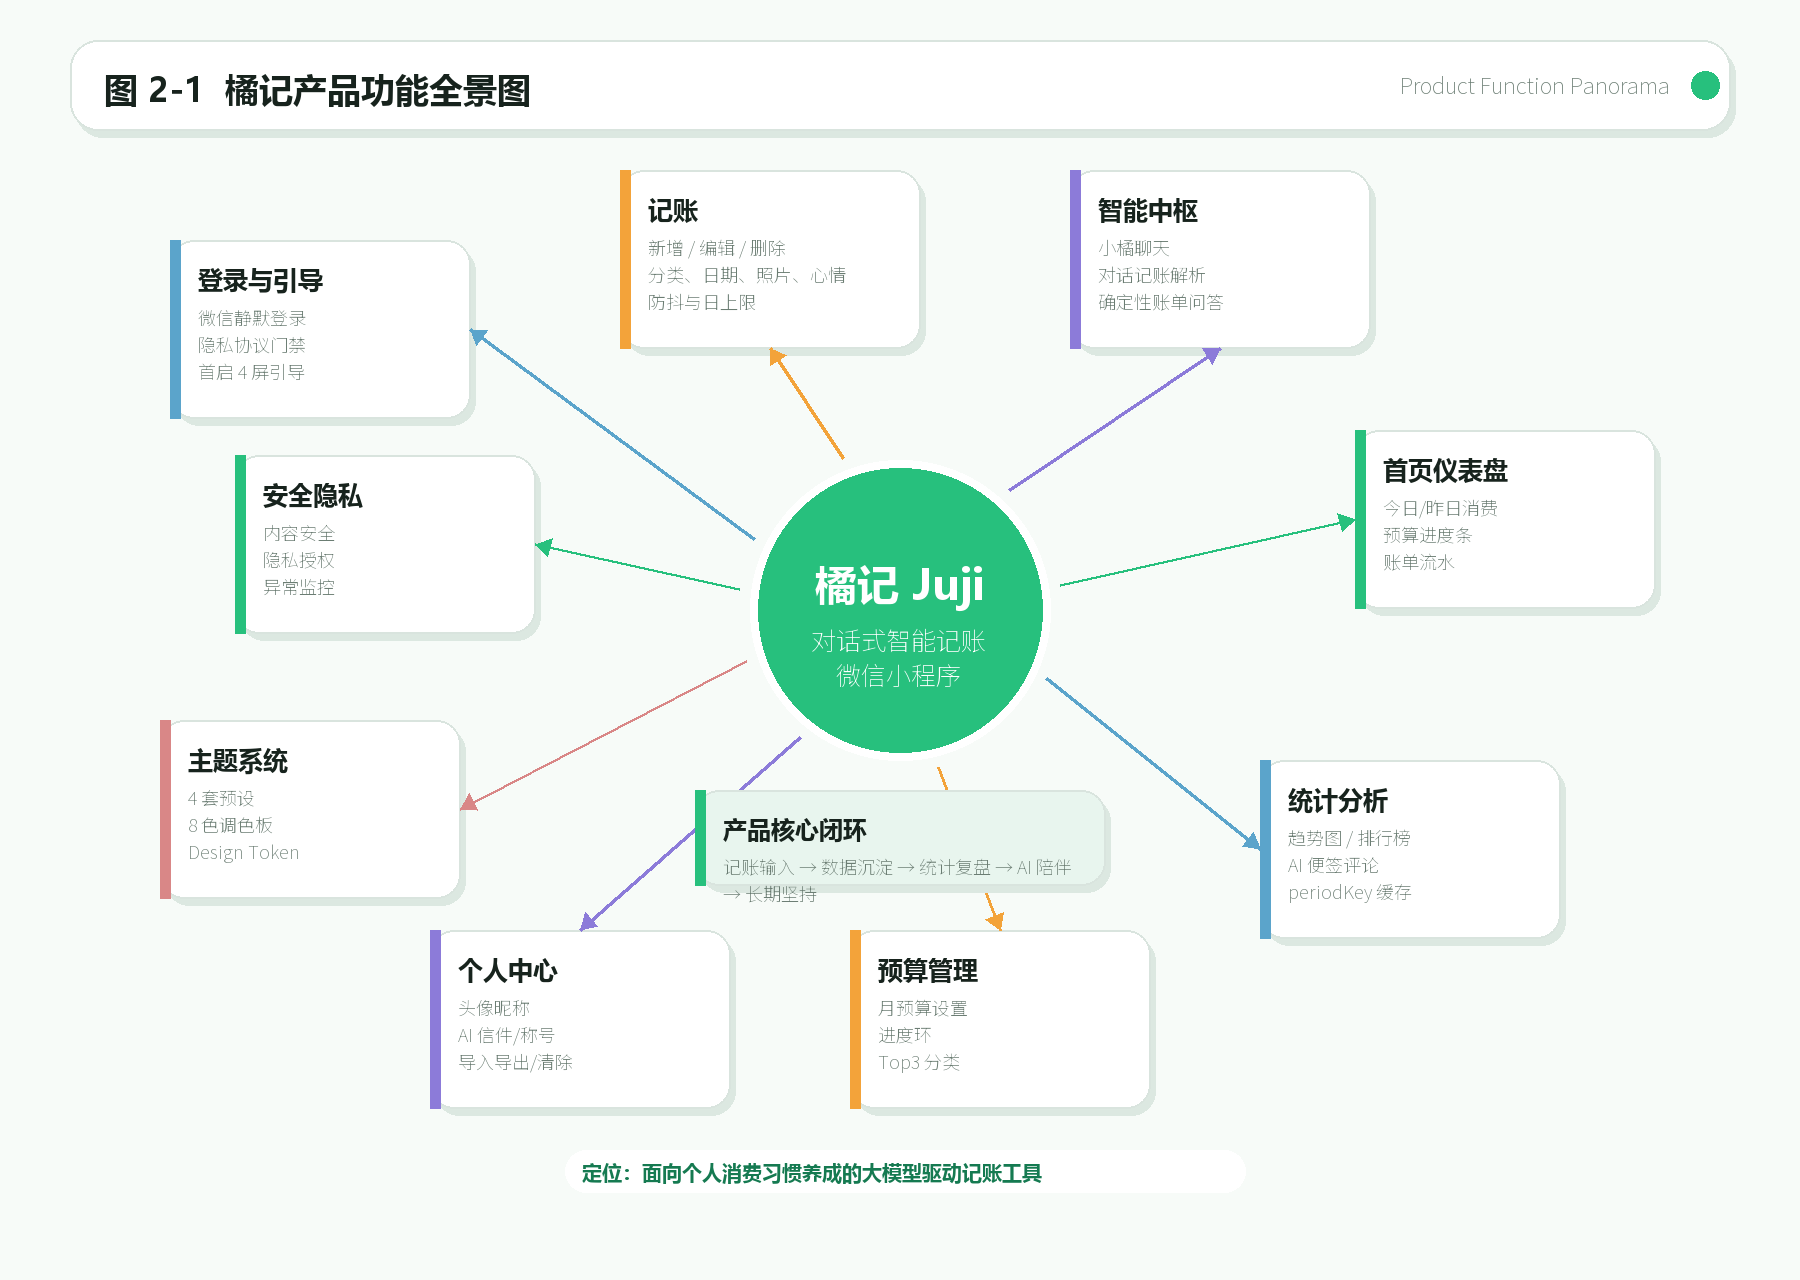 图 2-1 橘记产品功能全景图
Product Function Panorama
记账
新增 / 编辑 / 删除
分类、日期、照片、心情
防抖与日上限
智能中枢
小橘聊天
对话记账解析
确定性账单问答
登录与引导
微信静默登录
隐私协议门禁
首启 4 屏引导
首页仪表盘
今日/昨日消费
预算进度条
账单流水
安全隐私
内容安全
隐私授权
异常监控
橘记 Juji
对话式智能记账
微信小程序
主题系统
4 套预设
8 色调色板
Design Token
统计分析
趋势图 / 排行榜
AI 便签评论
periodKey 缓存
产品核心闭环
记账输入 → 数据沉淀 → 统计复盘 → AI 陪伴
→ 长期坚持
个人中心
头像昵称
AI 信件/称号
导入导出/清除
预算管理
月预算设置
进度环
Top3 分类
定位：面向个人消费习惯养成的大模型驱动记账工具